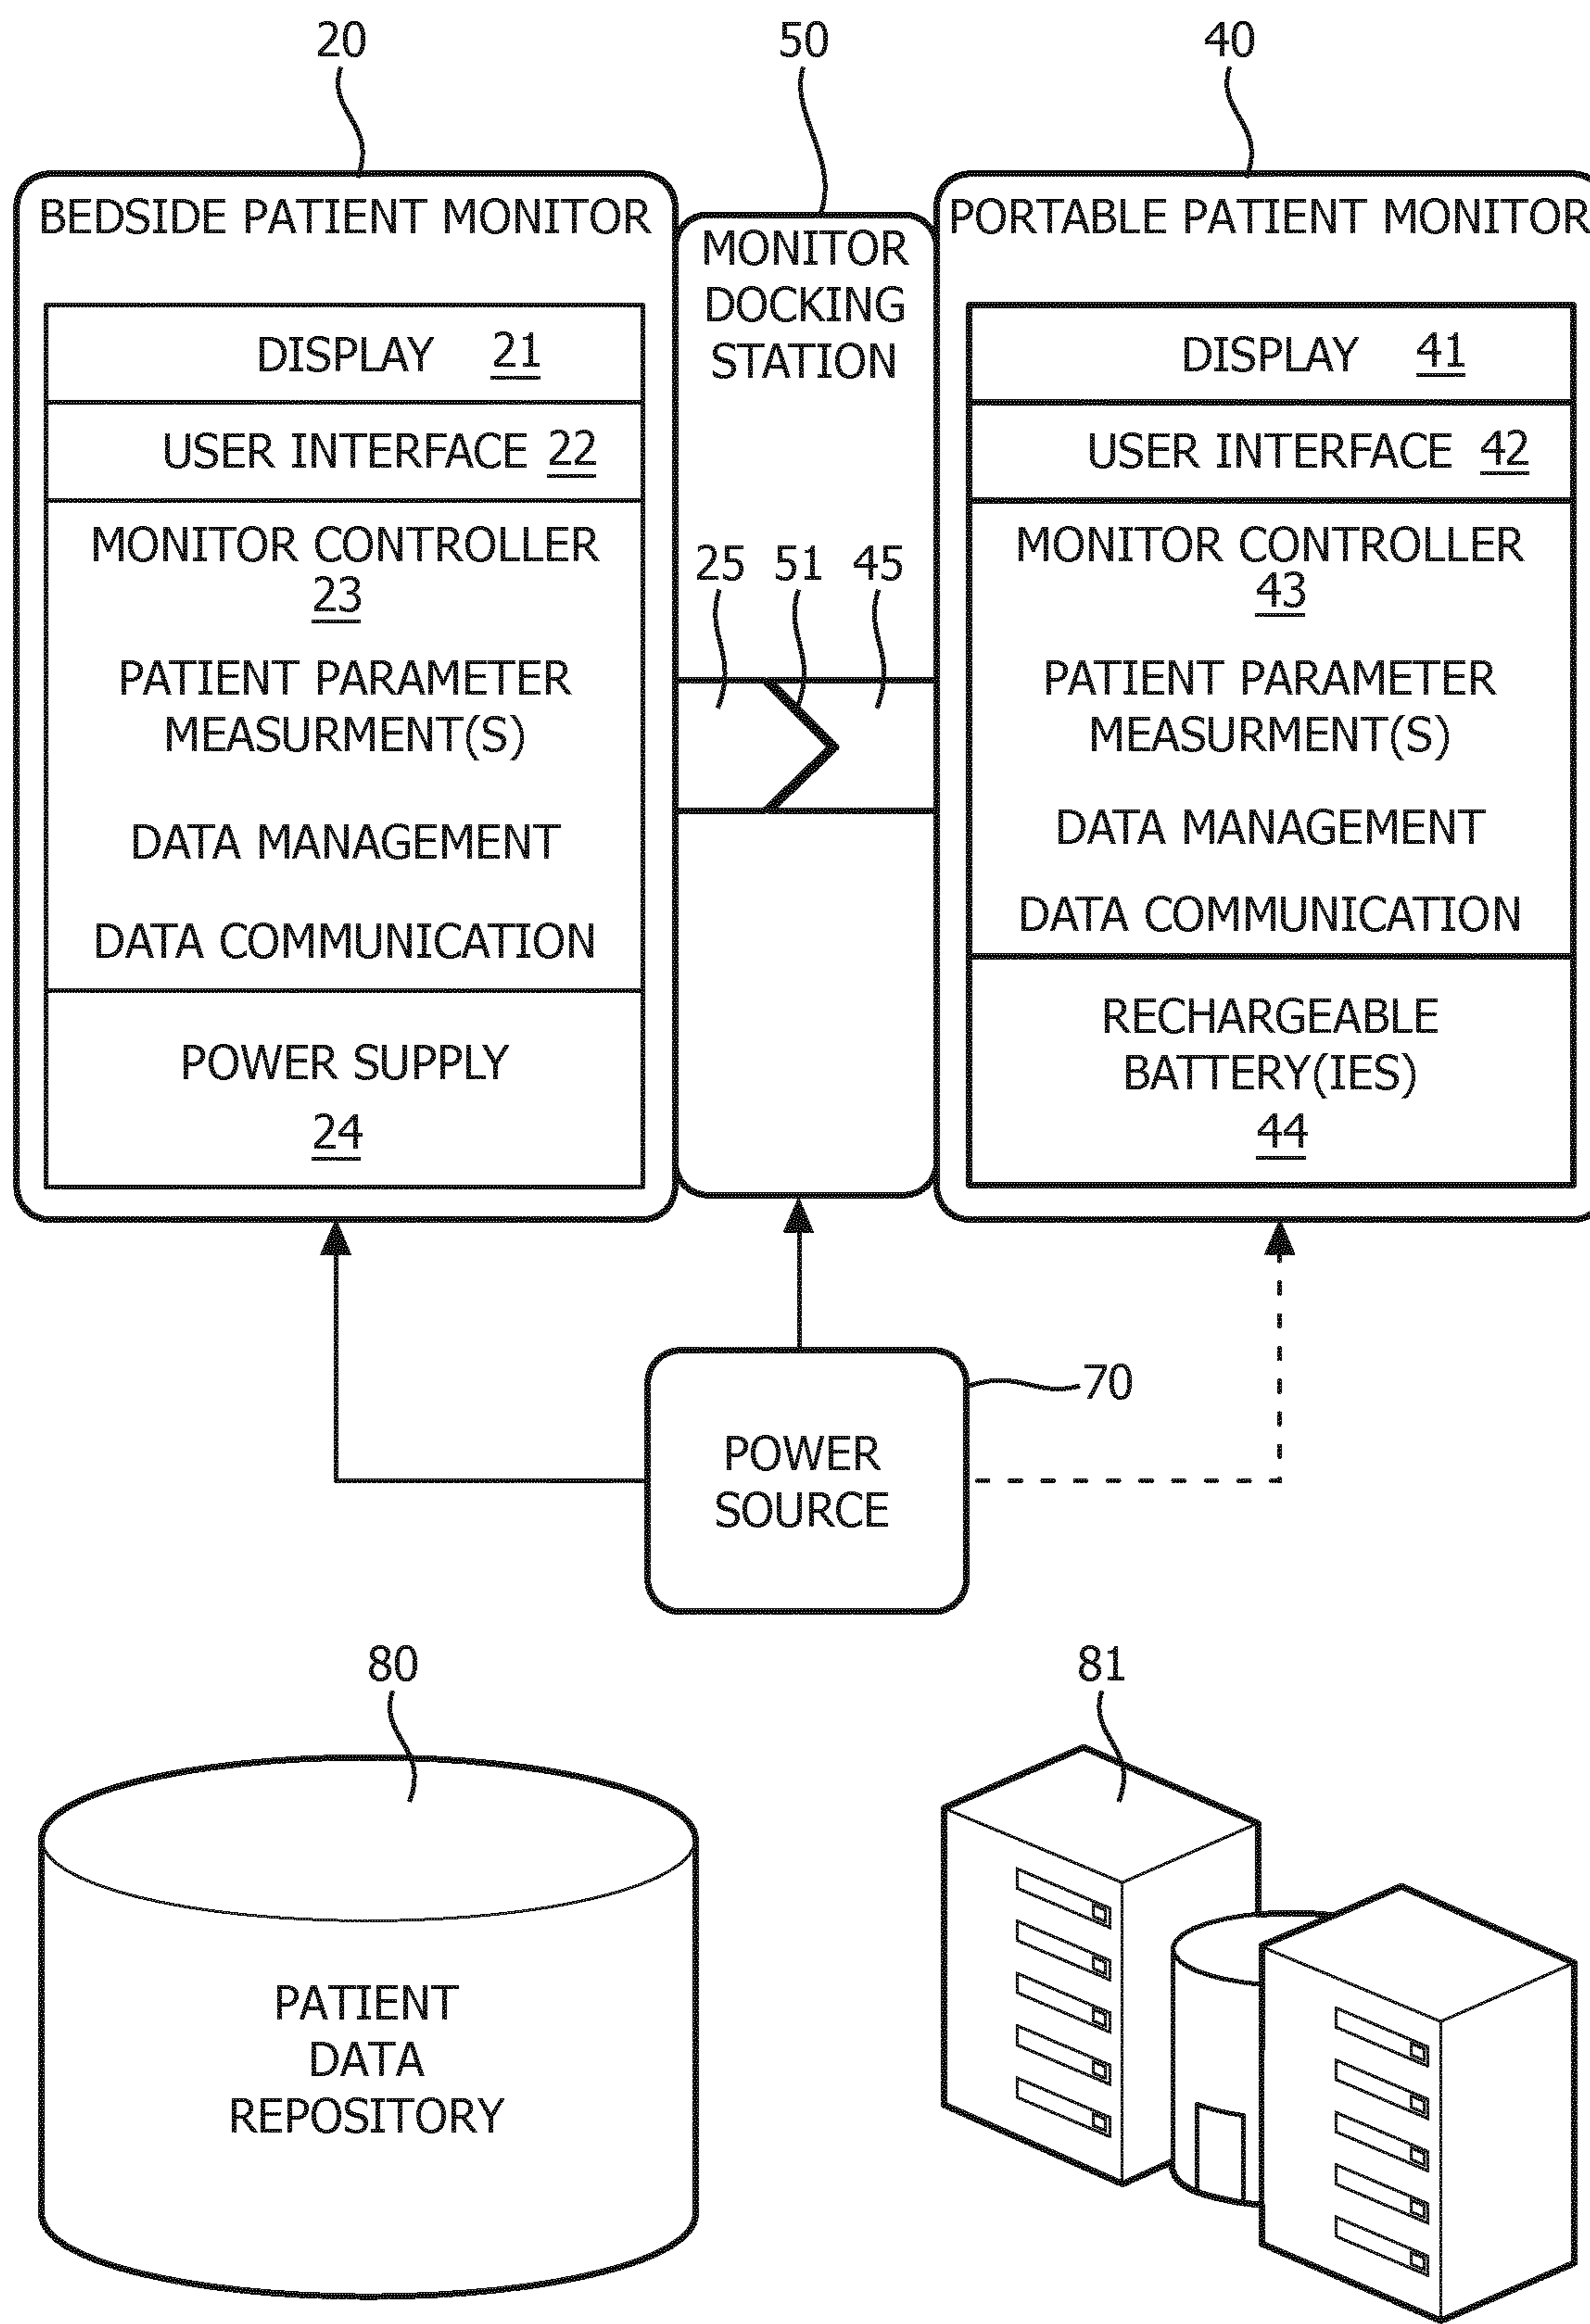 20
50
40
BEDSIDE PATIENT MONITOR
DISPLAY 21
USER INTERFACE 22
MONITOR CONTROLLER
23
PATIENT PARAMETER
MEASURMENT(S)
DATA MANAGEMENT
DATA COMMUNICATION
POWER SUPPLY
24
MONITOR
DOCKING
STATION
25
51
45
PORTABLE PATIENT MONITOR
DISPLAY 41
USER INTERFACE 42
MONITOR CONTROLLER
43
PATIENT PARAMETER
MEASURMENT(S)
DATA MANAGEMENT
DATA COMMUNICATION
RECHARGEABLE
BATTERY(IES)
44
70
POWER
SOURCE
80
PATIENT
DATA
REPOSITORY
81